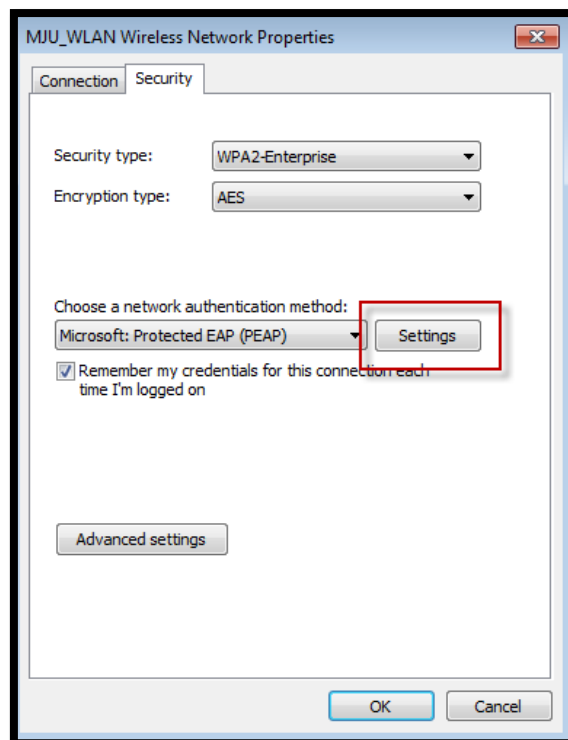 MJU_WLAN Wireless Network Properties
Connection
Security
Security type:
WPA2-Enterprise
Encryption type:
AES
Choose a network authentication method:
Microsoft: Protected EAP (PEAP)
Settings
Remember my credentials for this connection each
time I'm logged on
Advanced settings
OK
Cancel